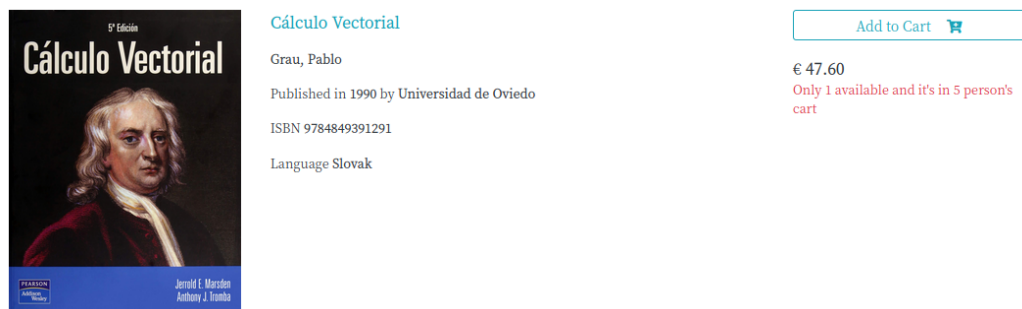 5ª Edición
Cálculo Vectorial
PEARSON
Addison
Wesley
Jerrold E. Marsden
Anthony J. Tromba
Cálculo Vectorial
Grau, Pablo
Published in 1990 by Universidad de Oviedo
ISBN 9784849391291
Language Slovak
Add to Cart
€ 47.60
Only 1 available and it's in 5 person's
cart